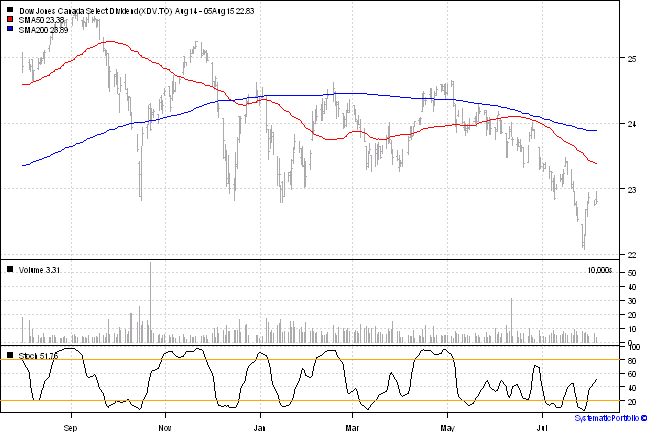 Dow Jones Canada Select Dividend(XDV.TO) Aug14 - 05Aug15 22.83
SMA50 23.38
SMA200 23.89
25
24
23
22
Volume 3.31
10,000s
50
40
30
20
10
0
Stoch 51.76
100
80
60
40
20
Sep
Nov
Jan
Mar
May
Jul
SystematicPortfolio ©